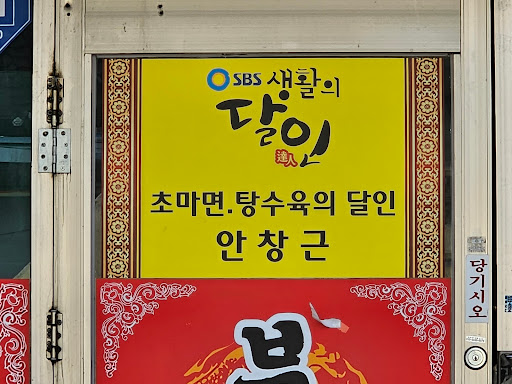 SBS 생활의
달인
達人
초마면.탕수육의 달인
안창근
당기시오